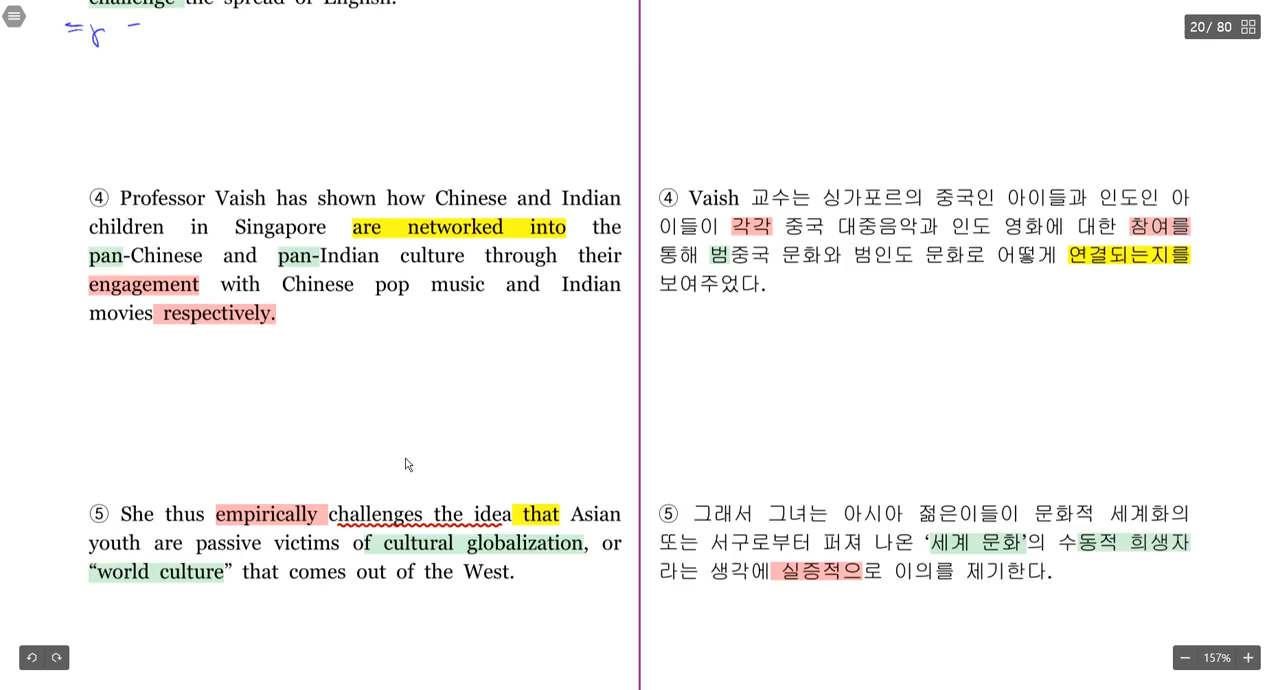 challenge the spread of English.
20/ 80
④ Professor Vaish has shown how Chinese and Indian
children in Singapore are networked into the
pan-Chinese and pan-Indian culture through their
engagement with Chinese pop music and Indian
movies respectively.
④ Vaish 교수는 싱가포르의 중국인 아이들과 인도인 아
이들이 각각 중국 대중음악과 인도 영화에 대한 참여를
통해 범중국 문화와 범인도 문화로 어떻게 연결되는지를
보여주었다.
⑤ She thus empirically challenges the idea that Asian
youth are passive victims of cultural globalization, or
“world culture” that comes out of the West.
⑤ 그래서 그녀는 아시아 젊은이들이 문화적 세계화의
또는 서구로부터 퍼져 나온 ‘세계 문화’의 수동적 희생자
라는 생각에 실증적으로 이의를 제기한다.
157%